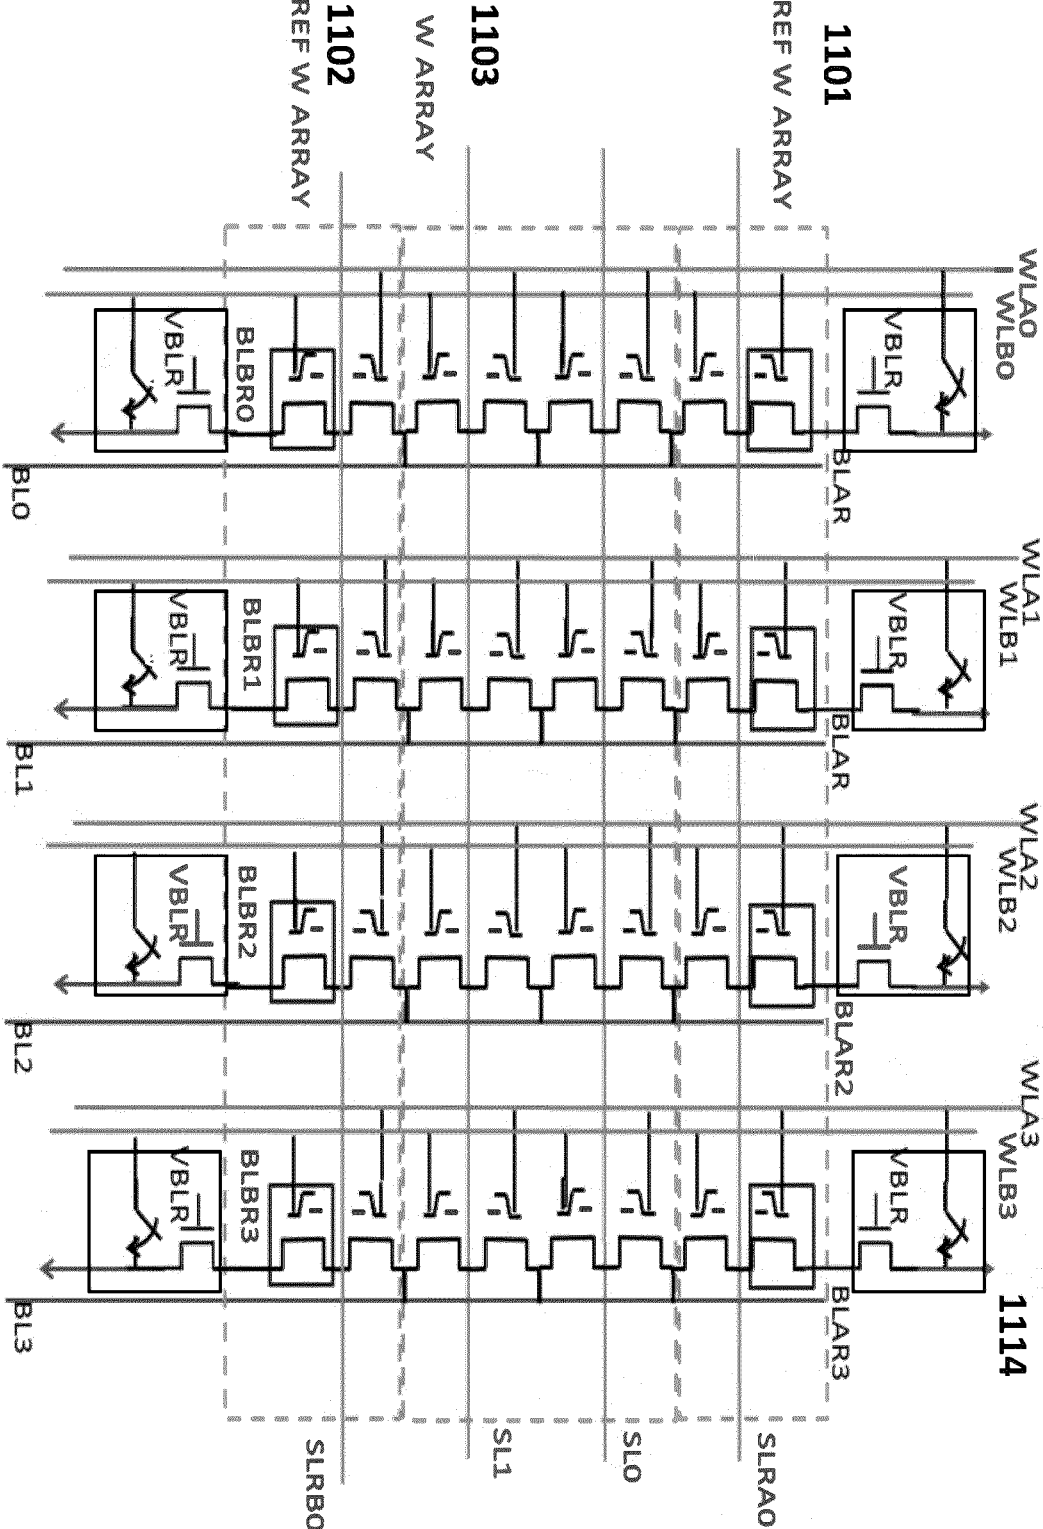 WLA0 WLA1 WLA2 WLA3
WLB0 WLB1 WLB2 WLB3 1114
VBLR VBLR VBLR VBLR
BLAR BLAR BLAR2 BLAR3
1101
REF W ARRAY SLRA0
SL0
1103 SL1
W ARRAY
1102
REF W ARRAY SLRB0
BLBR0 BLBR1 BLBR2 BLBR3
VBLR VBLR VBLR VBLR
BL0 BL1 BL2 BL3